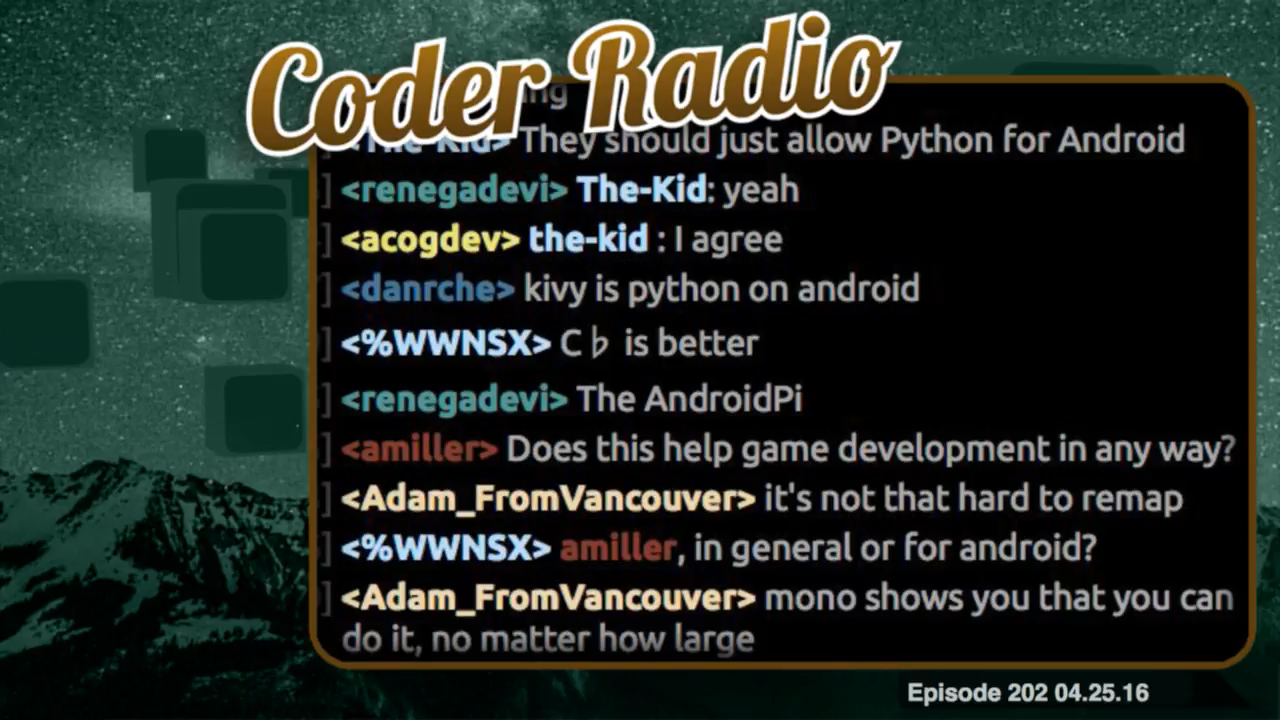 Coder Radio
ng
<The-Kid> They should just allow Python for Android
] <renegadevi> The-Kid: yeah
] <acogdev> the-kid : I agree
] <danrche> kivy is python on android
] <%WWNSX> C♭ is better
] <renegadevi> The AndroidPi
] <amiller> Does this help game development in any way?
] <Adam_FromVancouver> it's not that hard to remap
] <%WWNSX> amiller, in general or for android?
] <Adam_FromVancouver> mono shows you that you can
do it, no matter how large
Episode 202 04.25.16